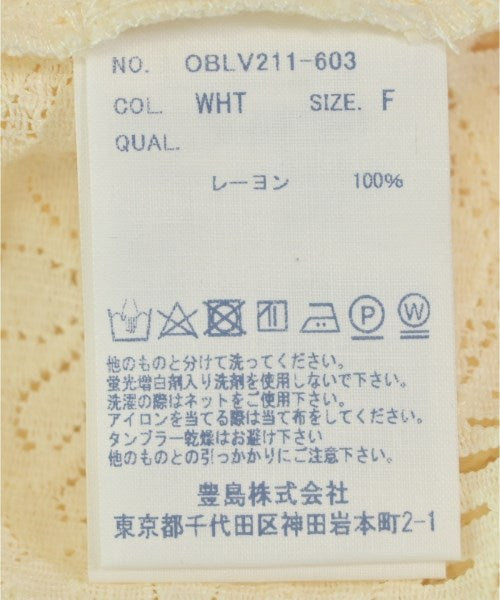 NO. OBLV211-603
COL. WHT SIZE. F
QUAL.
レーヨン 100%
P W
他のものと分けて洗ってください。
蛍光増白剤入り洗剤を使用しないで下さい。
洗濯の際はネットをご使用下さい。
アイロンを当てる際は当て布をしてください。
タンブラー乾燥はお避け下さい
他のものとの引っかかりにご注意下さい。
豊島株式会社
東京都千代田区神田岩本町2-1